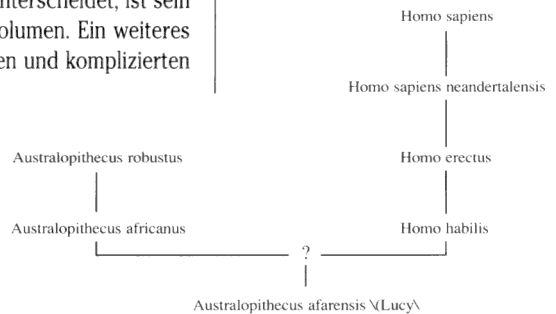 nterscheidet, ist sein
olumen. Ein weiteres
en und komplizierten
Homo sapiens
Homo sapiens neandertalensis
Australopithecus robustus
Homo erectus
Australopithecus africanus
Homo habilis
?
Australopithecus afarensis \(Lucy\